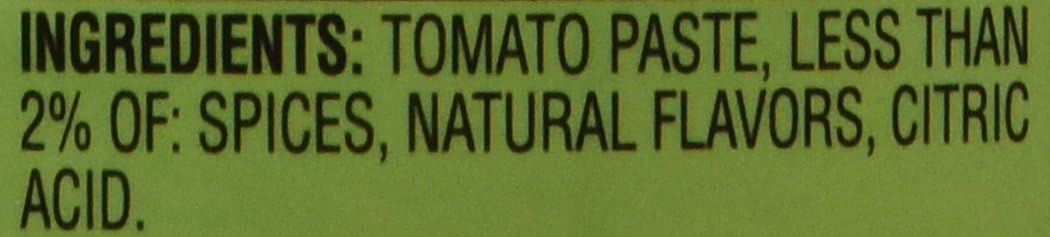 INGREDIENTS: TOMATO PASTE, LESS THAN
2% OF: SPICES, NATURAL FLAVORS, CITRIC
ACID.